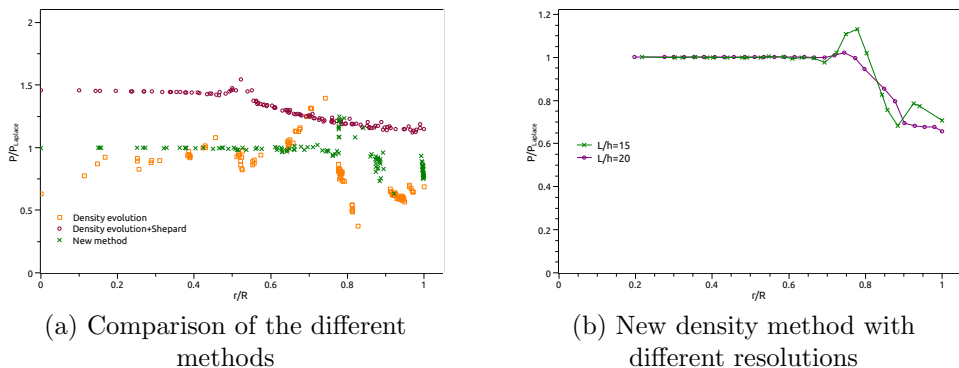 2
1.5
1
0.5
0
P/P_Laplace
Density evolution
Density evolution+Shepard
New method
0 0.2 0.4 0.6 0.8 1
r/R
(a) Comparison of the different
methods
1.2
1.0
0.8
0.6
0.4
0.2
0
P/P_Laplace
L/h=15
L/h=20
0 0.2 0.4 0.6 0.8 1
r/R
(b) New density method with
different resolutions